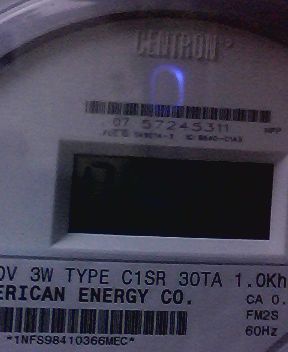 CENTRON®
07 57245311
0V 3W TYPE C1SR 30TA 1.0Kh
ERICAN ENERGY CO.
CA 0.
FM2S
60Hz
*1NFS98410366MEC*